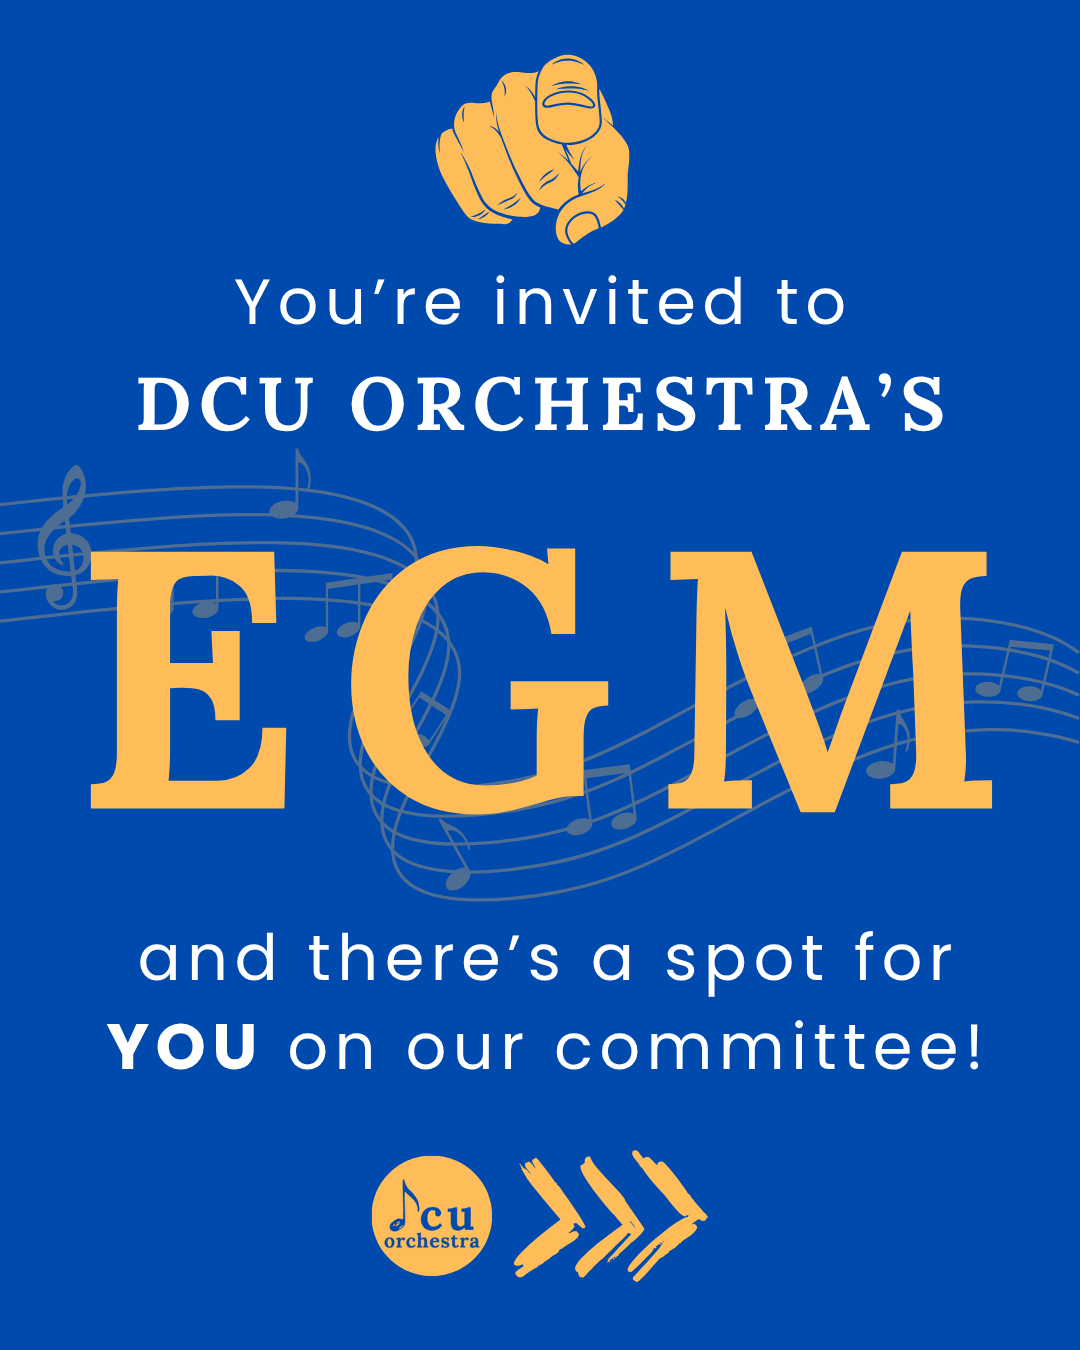 You’re invited to
DCU ORCHESTRA’S
EGM
and there’s a spot for
YOU on our committee!
dcu
orchestra